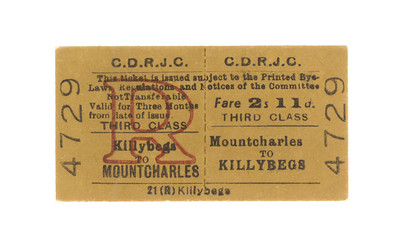 C.D.R.J.C. C.D.R.J.C.
This ticket is issued subject to the Printed Bye-
Laws Regulations and Notices of the Committee
Not Transferable
Valid for Three Months
from date of issue.
THIRD CLASS
Fare 2s 11d.
THIRD CLASS
R
Killybegs
TO
MOUNTCHARLES
Mountcharles
TO
KILLYBEGS
21 (R) Killybegs
4729
4729